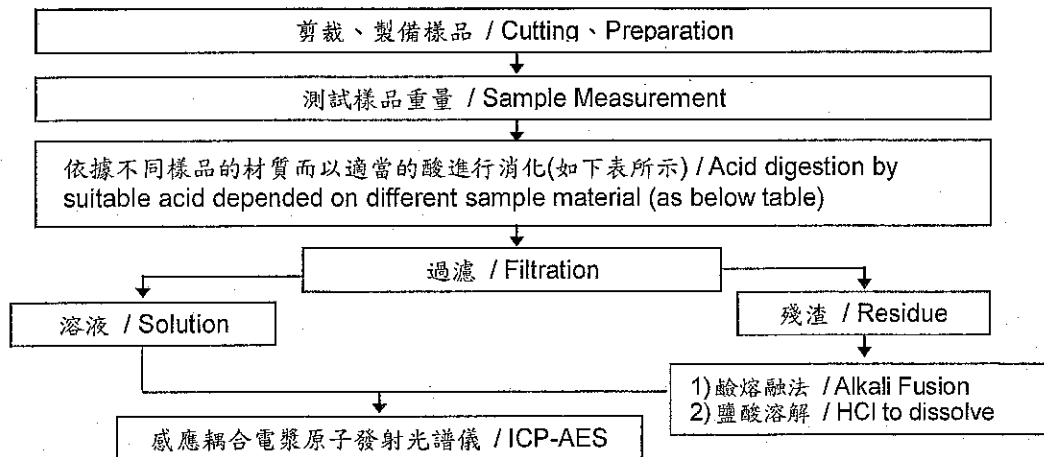 剪裁、製備樣品 / Cutting、Preparation
測試樣品重量 / Sample Measurement
依據不同樣品的材質而以適當的酸進行消化(如下表所示) / Acid digestion by
suitable acid depended on different sample material (as below table)
過濾 / Filtration
溶液 / Solution
殘渣 / Residue
1)鹼熔融法 / Alkali Fusion
2)鹽酸溶解 / HCl to dissolve
感應耦合電漿原子發射光譜儀 / ICP-AES